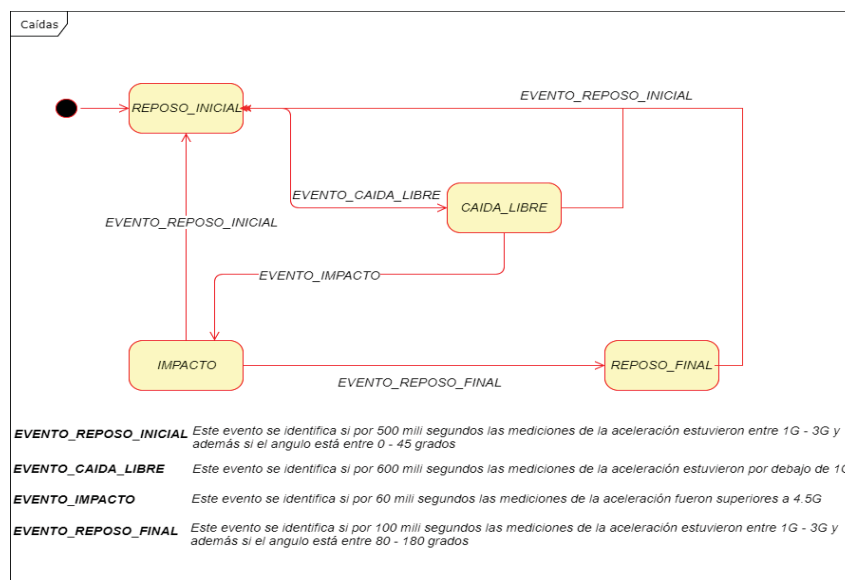 Caídas
EVENTO_REPOSO_INICIAL
REPOSO_INICIAL
EVENTO_CAIDA_LIBRE
CAIDA_LIBRE
EVENTO_REPOSO_INICIAL
EVENTO_IMPACTO
IMPACTO
REPOSO_FINAL
EVENTO_REPOSO_FINAL
EVENTO_REPOSO_INICIAL Este evento se identifica si por 500 mili segundos las mediciones de la aceleración estuvieron entre 1G - 3G y
además si el angulo está entre 0 - 45 grados
EVENTO_CAIDA_LIBRE Este evento se identifica si por 600 mili segundos las mediciones de la aceleración estuvieron por debajo de 1G
EVENTO_IMPACTO Este evento se identifica si por 60 mili segundos las mediciones de la aceleración fueron superiores a 4.5G
EVENTO_REPOSO_FINAL Este evento se identifica si por 100 mili segundos las mediciones de la aceleración estuvieron entre 1G - 3G y
además si el angulo está entre 80 - 180 grados